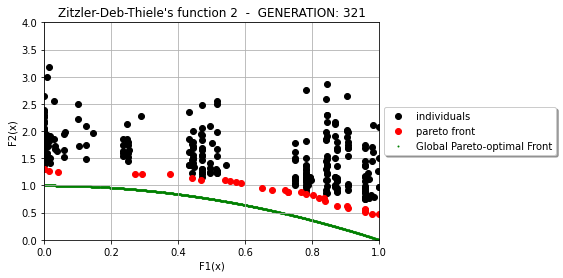 Zitzler-Deb-Thiele's function 2 - GENERATION: 321
4.0
3.5
3.0
2.5
2.0
1.5
1.0
0.5
0.0
F2(x)
0.0 0.2 0.4 0.6 0.8 1.0
F1(x)
individuals
pareto front
Global Pareto-optimal Front